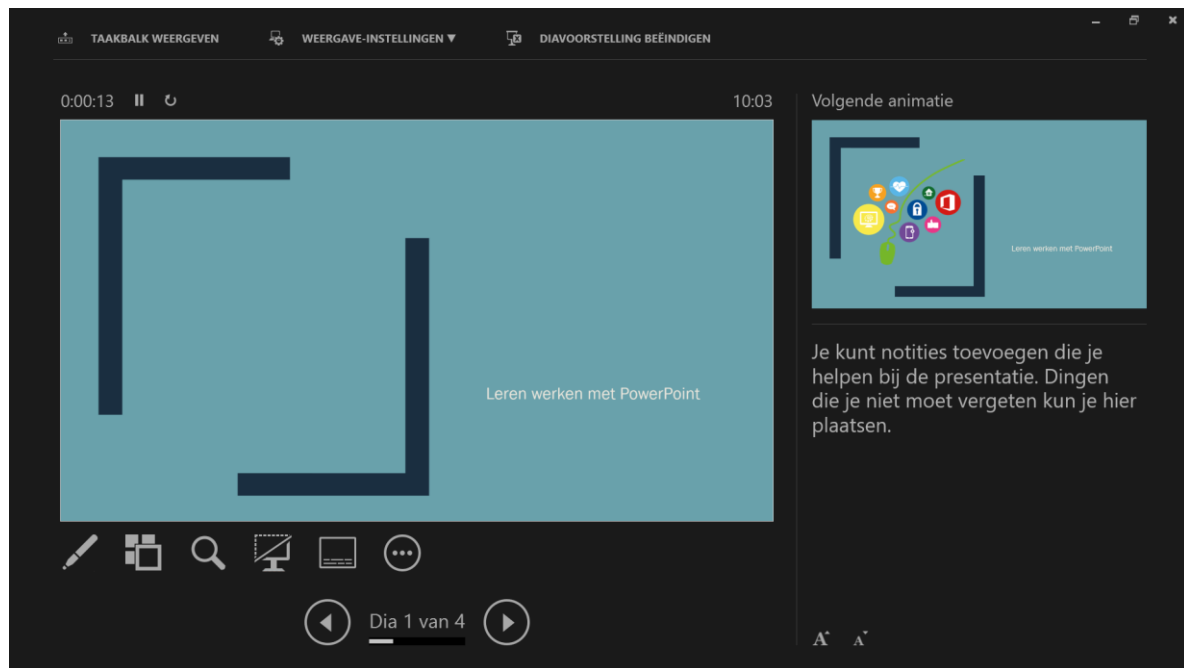 TAAKBALK WEERGEVEN
WEERGAVE-INSTELLINGEN ▼
DIAVOORSTELLING BEËINDIGEN
0:00:13
10:03
Leren werken met PowerPoint
Dia 1 van 4
Volgende animatie
Leren werken met PowerPoint
Je kunt notities toevoegen die je
helpen bij de presentatie. Dingen
die je niet moet vergeten kun je hier
plaatsen.
A A